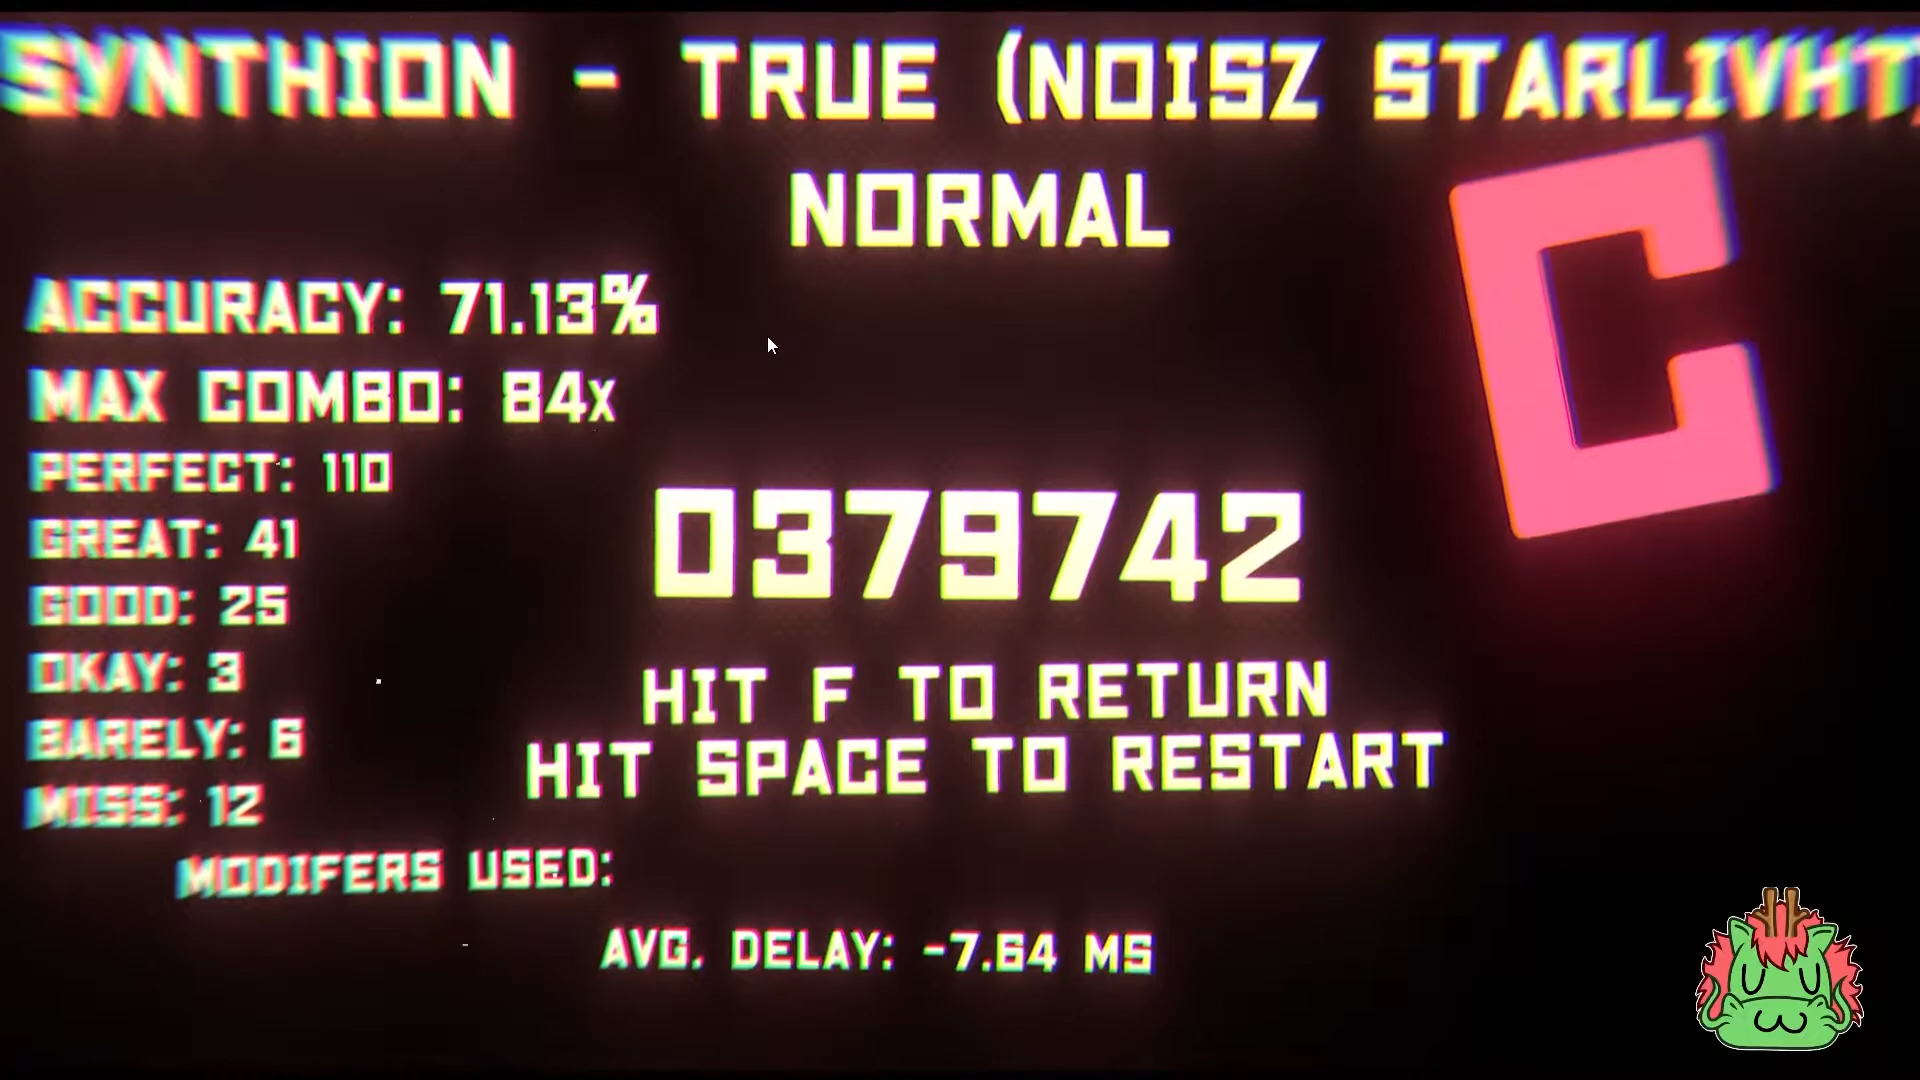 SYNTHION - TRUE (NOISZ STARLIVHT)
NORMAL
C
ACCURACY: 71.13%
MAX COMBO: 84x
PERFECT: 110
GREAT: 41
GOOD: 25
OKAY: 3
BARELY: 6
MISS: 12
0379742
HIT F TO RETURN
HIT SPACE TO RESTART
MODIFERS USED:
AVG. DELAY: -7.64 MS